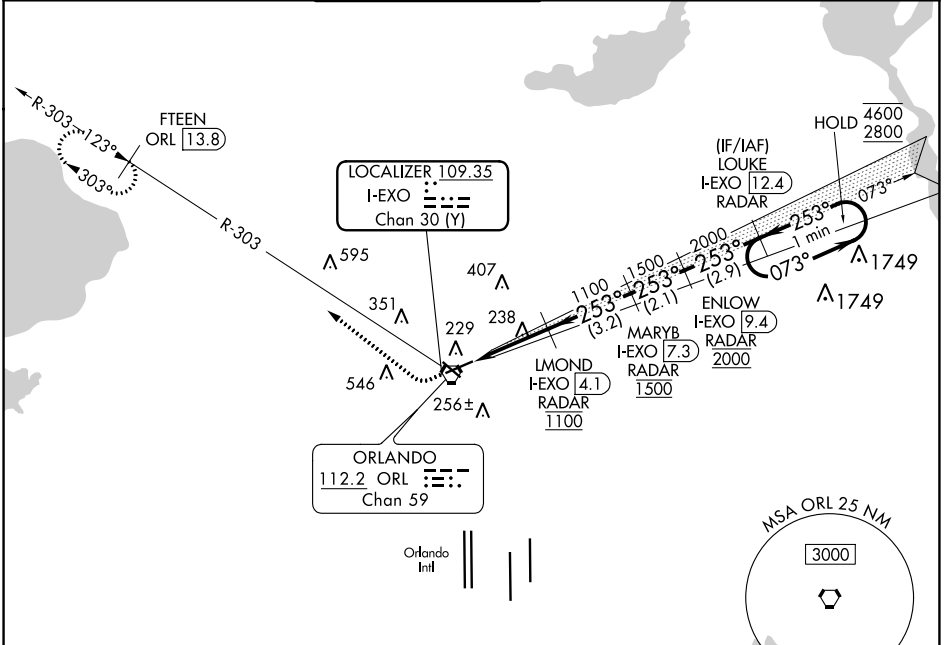 R-303
123°
303°
FTEEN
ORL 13.8
R-303
LOCALIZER 109.35
I-EXO
Chan 30 (Y)
595
351
546
229
407
238
256±
ORLANDO
112.2 ORL
Chan 59
Orlando
Intl
HOLD 4600
2800
(IF/IAF)
LOUKE
I-EXO 12.4
RADAR
073°
253°
1 min
073°
1749
1749
2000
253°
(2.9)
ENLOW
I-EXO 9.4
RADAR
2000
1500
253°
(2.1)
MARYB
I-EXO 7.3
RADAR
1500
1100
253°
(3.2)
LMOND
I-EXO 4.1
RADAR
1100
MSA ORL 25 NM
3000